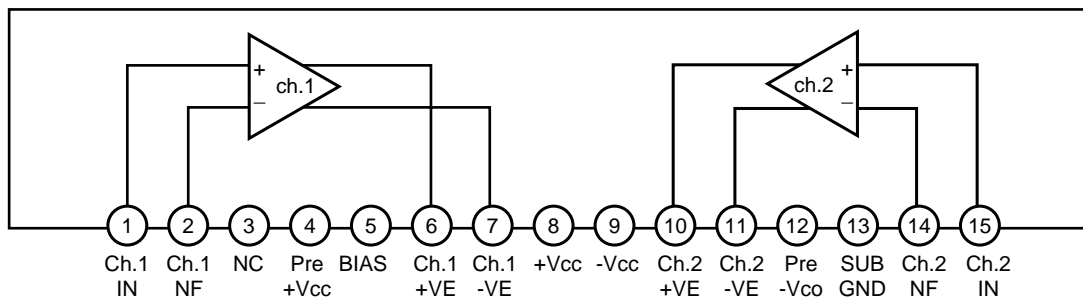 +
−
ch.1
ch.2
+
−
1 2 3 4 5 6 7 8 9 10 11 12 13 14 15
Ch.1 Ch.1 NC Pre BIAS Ch.1 Ch.1 +Vcc -Vcc Ch.2 Ch.2 Pre SUB Ch.2 Ch.2
IN NF +Vcc +VE -VE +VE -VE -Vco GND NF IN